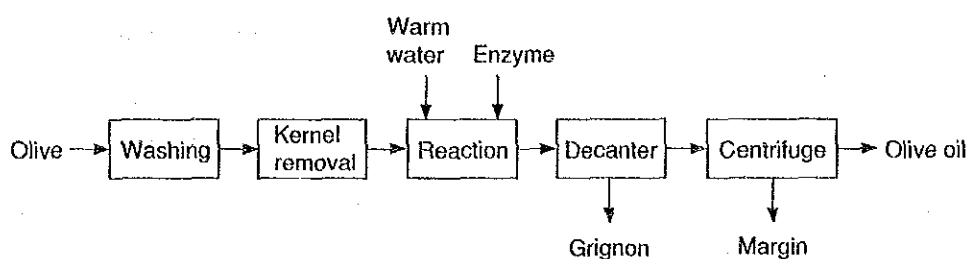 Warm
water
Enzyme
Olive
Washing
Kernel
removal
Reaction
Decanter
Centrifuge
Olive oil
Grignon
Margin